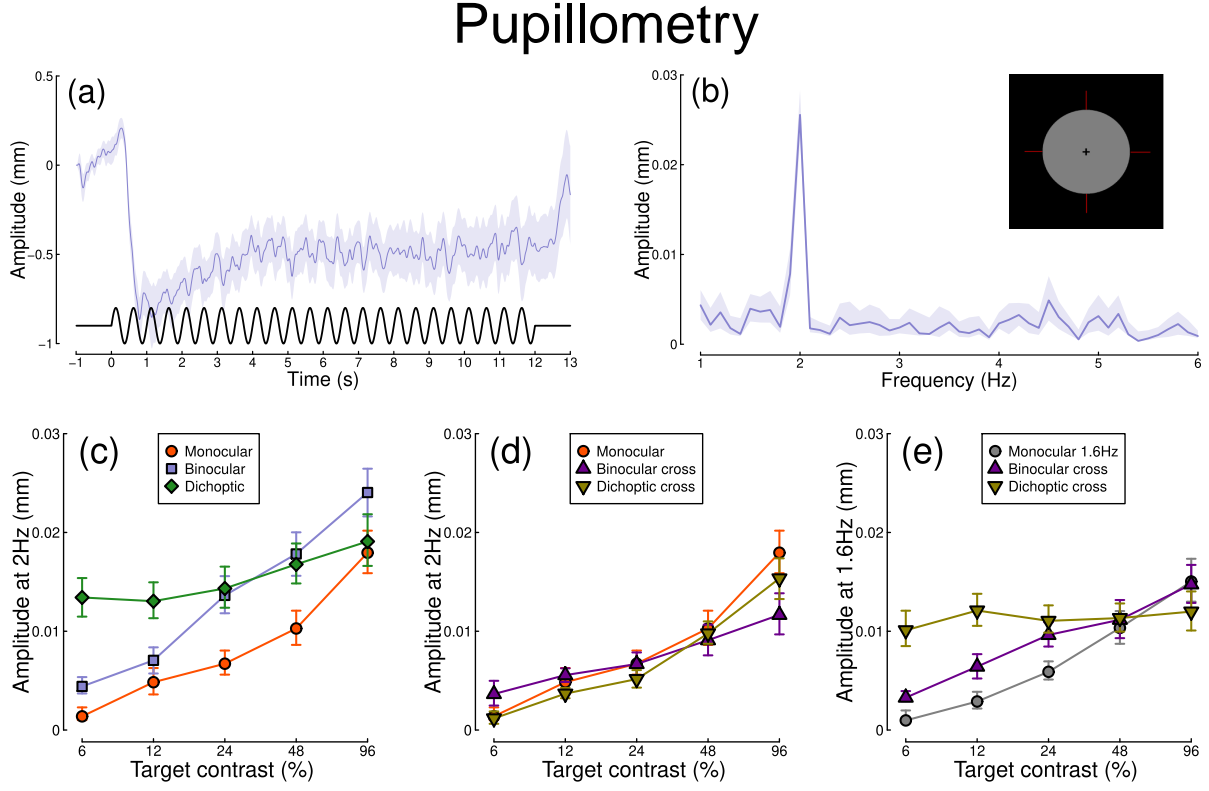 Pupillometry
(a)
Amplitude (mm)
0.5
0
−0.5
−1
−1 0 1 2 3 4 5 6 7 8 9 10 11 12 13
Time (s)
(b)
Amplitude (mm)
0.03
0.02
0.01
0
1 2 3 4 5 6
Frequency (Hz)
(c)
Monocular
Binocular
Dichoptic
Amplitude at 2Hz (mm)
0.03
0.02
0.01
0
6 12 24 48 96
Target contrast (%)
(d)
Monocular
Binocular cross
Dichoptic cross
Amplitude at 2Hz (mm)
0.03
0.02
0.01
0
6 12 24 48 96
Target contrast (%)
(e)
Monocular 1.6Hz
Binocular cross
Dichoptic cross
Amplitude at 1.6Hz (mm)
0.03
0.02
0.01
0
6 12 24 48 96
Target contrast (%)